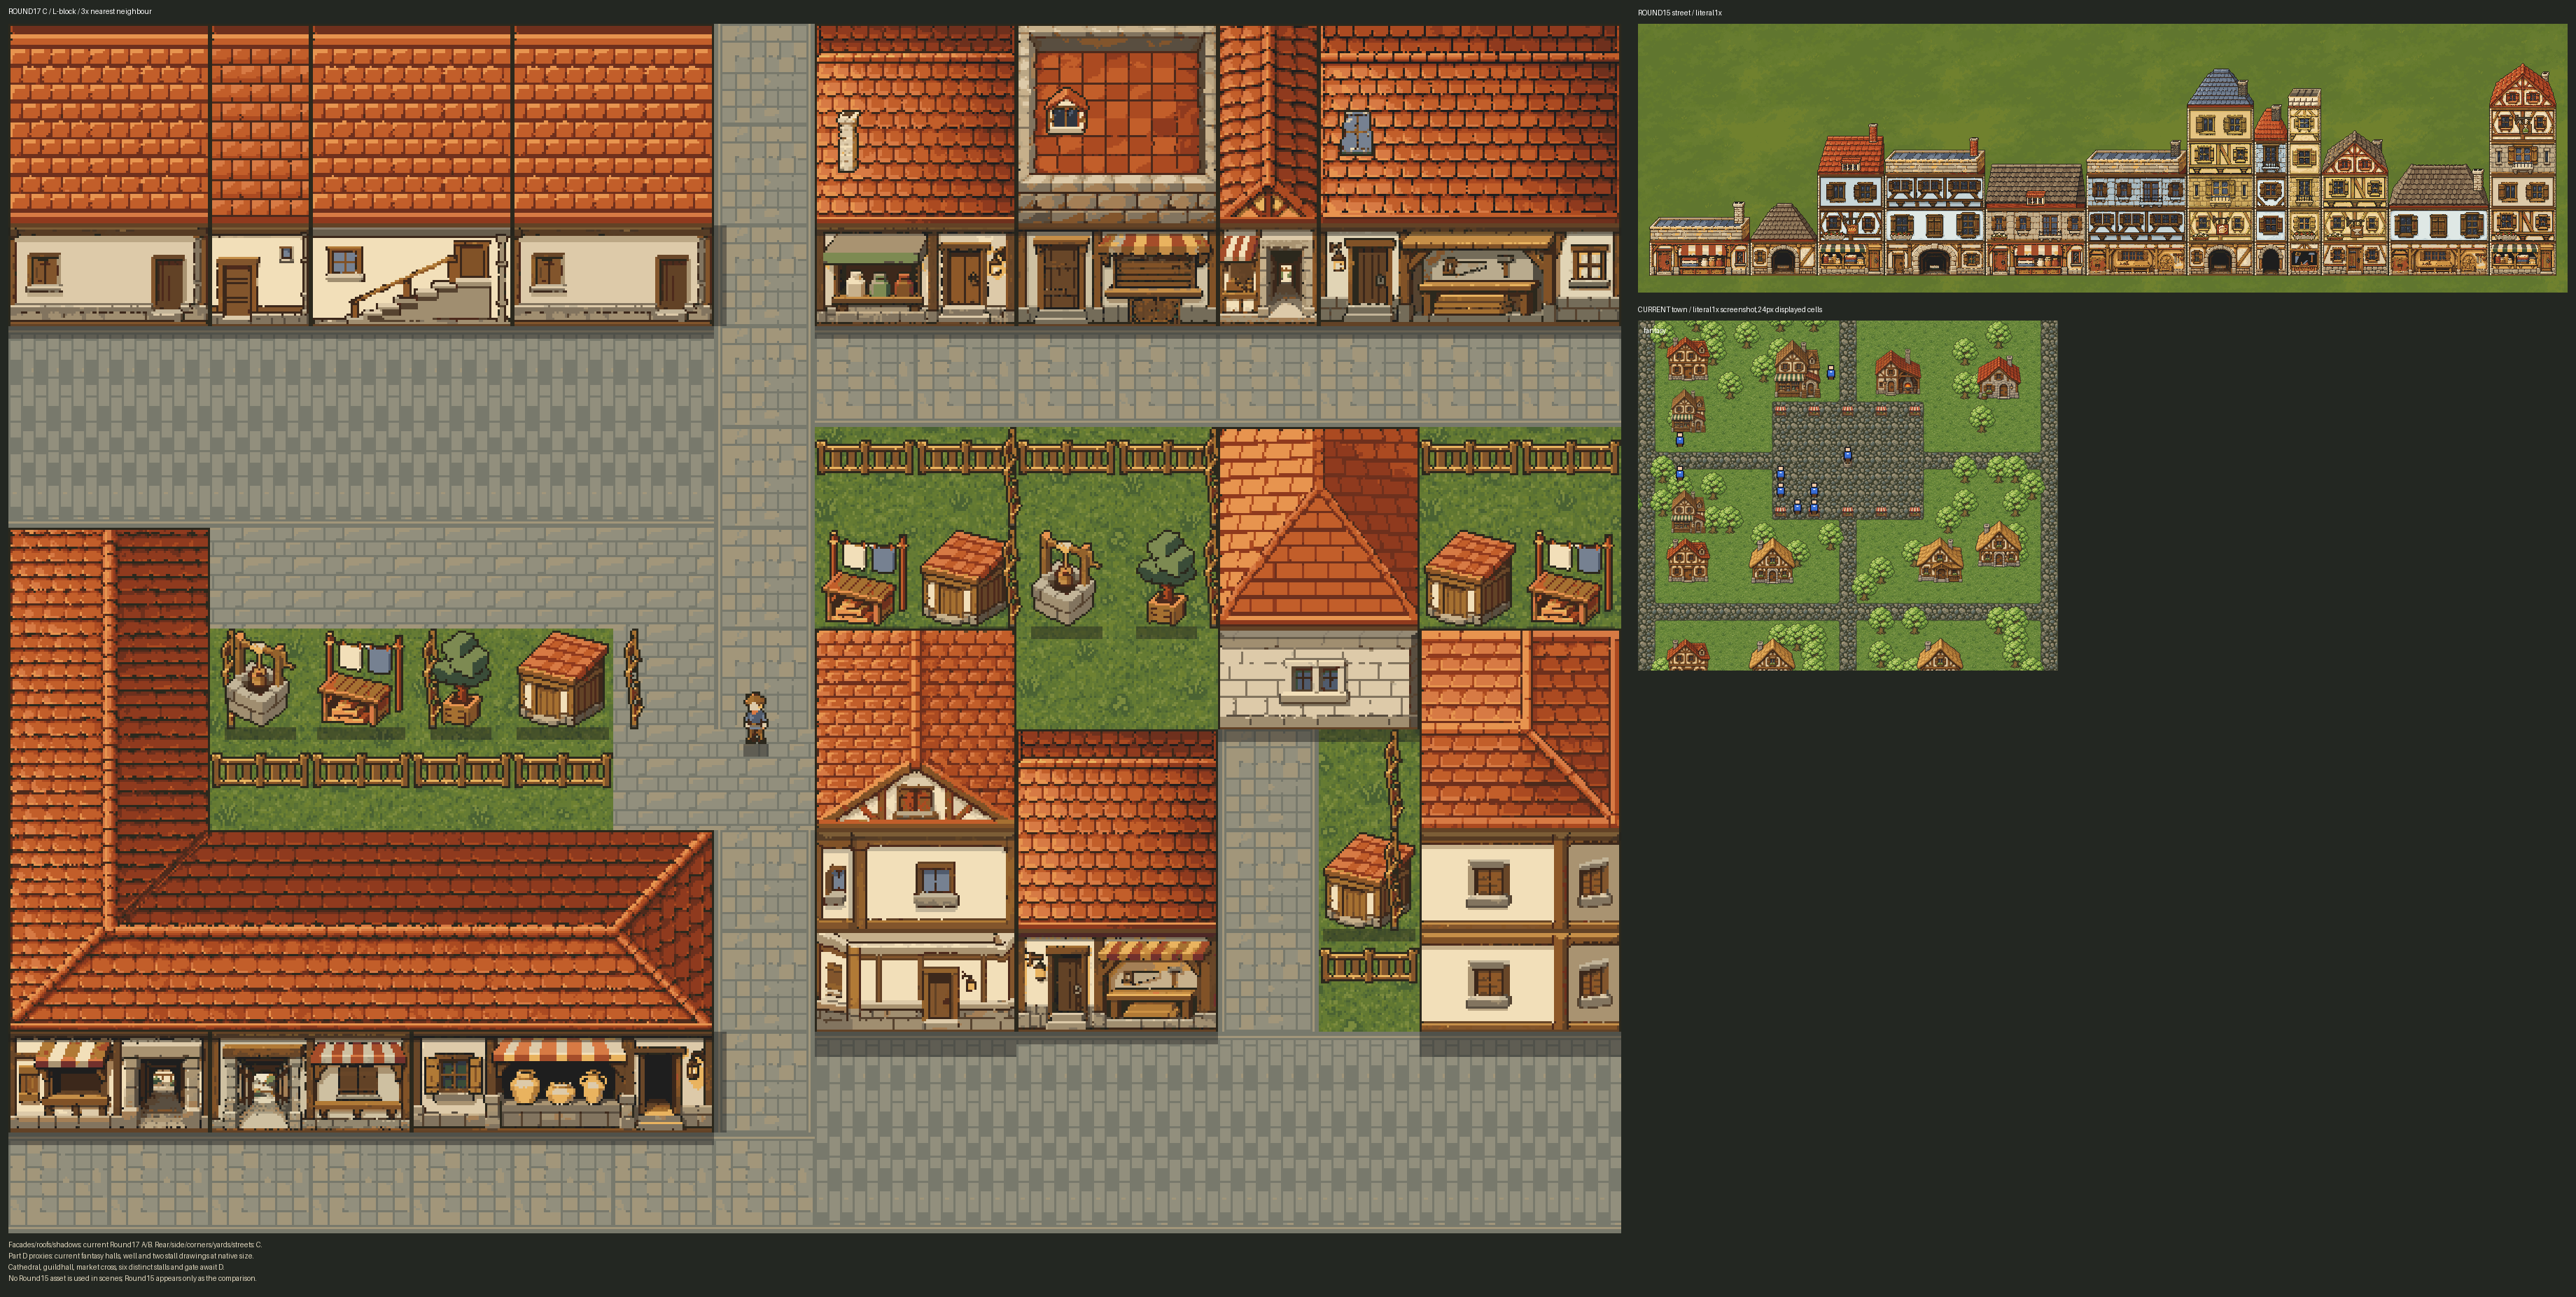 ROUND17 C / L-block / 3x nearest neighbour
ROUND15 street / literal 1x
CURRENT town / literal 1x screenshot, 24px displayed cells
fantasy
Facades/roofs/shadows: current Round17 A/B. Rear/side/corners/yards/streets: C.
Part D proxies: current fantasy halls, well and two stall drawings at native size.
Cathedral, guildhall, market cross, six distinct stalls and gate await D.
No Round15 asset is used in scenes; Round15 appears only as the comparison.